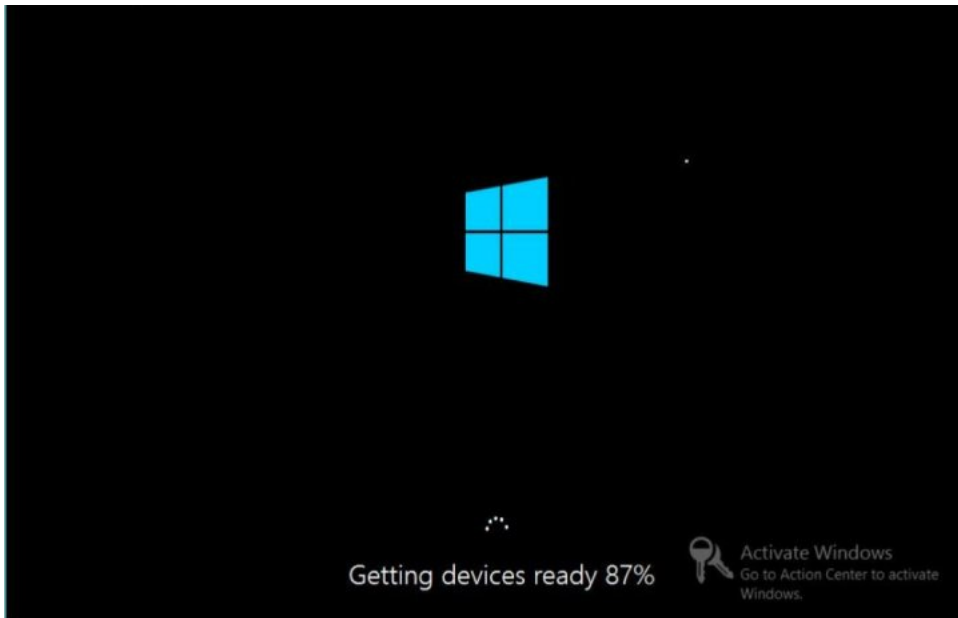 Getting devices ready 87%
Activate Windows
Go to Action Center to activate
Windows.